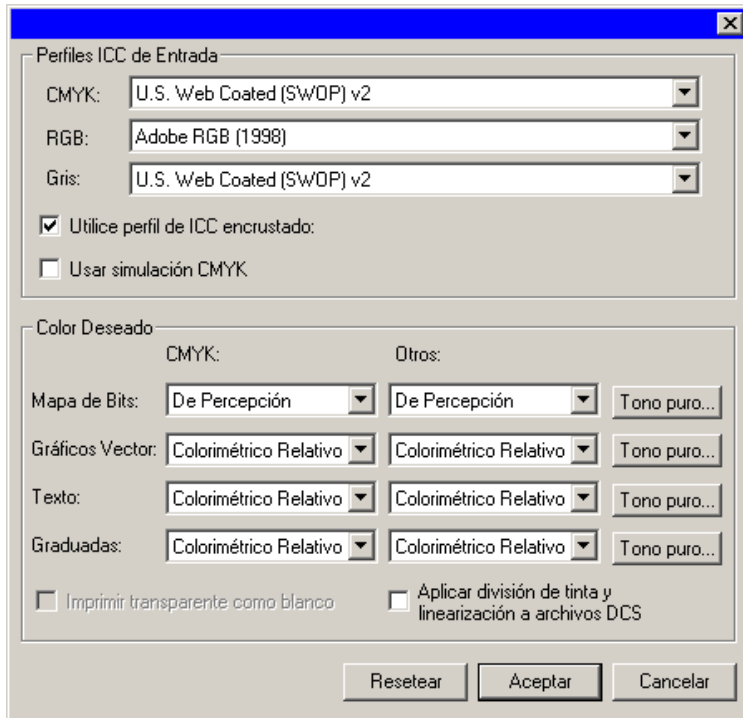 Perfiles ICC de Entrada
CMYK: U.S. Web Coated (SWOP) v2
RGB: Adobe RGB (1998)
Gris: U.S. Web Coated (SWOP) v2
Utilice perfil de ICC encrustado:
Usar simulación CMYK
Color Deseado
CMYK: Otros:
Mapa de Bits: De Percepción De Percepción Tono puro...
Gráficos Vector: Colorimétrico Relativo Colorimétrico Relativo Tono puro...
Texto: Colorimétrico Relativo Colorimétrico Relativo Tono puro...
Graduadas: Colorimétrico Relativo Colorimétrico Relativo Tono puro...
Imprimir transparente como blanco
Aplicar división de tinta y
linearización a archivos DCS
Resetear Aceptar Cancelar